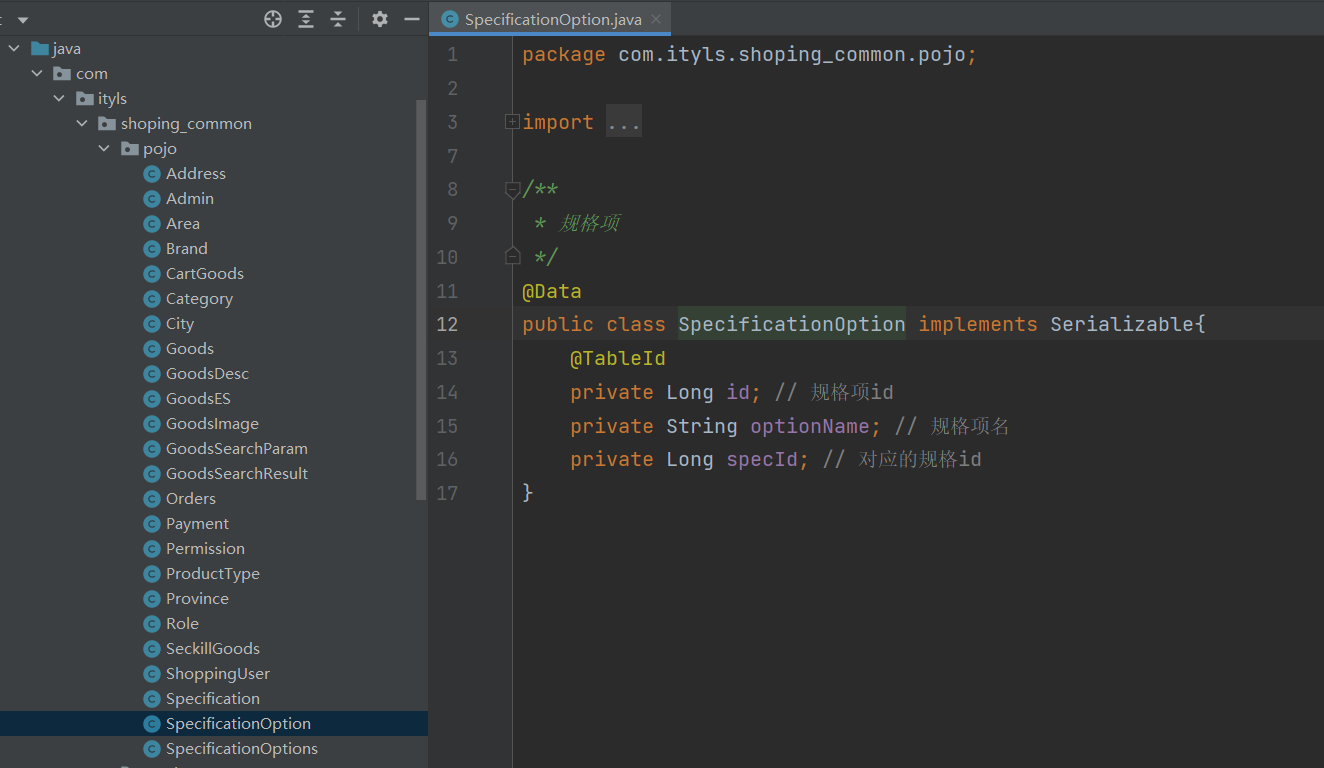 java
com
ityls
shoping_common
pojo
Address
Admin
Area
Brand
CartGoods
Category
City
Goods
GoodsDesc
GoodsES
GoodsImage
GoodsSearchParam
GoodsSearchResult
Orders
Payment
Permission
ProductType
Province
Role
SeckillGoods
ShoppingUser
Specification
SpecificationOption
SpecificationOptions
SpecificationOption.java
1 package com.ityls.shoping_common.pojo;
2
3 import ...
7
8 /**
9 * 规格项
10 */
11 @Data
12 public class SpecificationOption implements Serializable{
13 @TableId
14 private Long id; // 规格项id
15 private String optionName; // 规格项名
16 private Long specId; // 对应的规格id
17 }